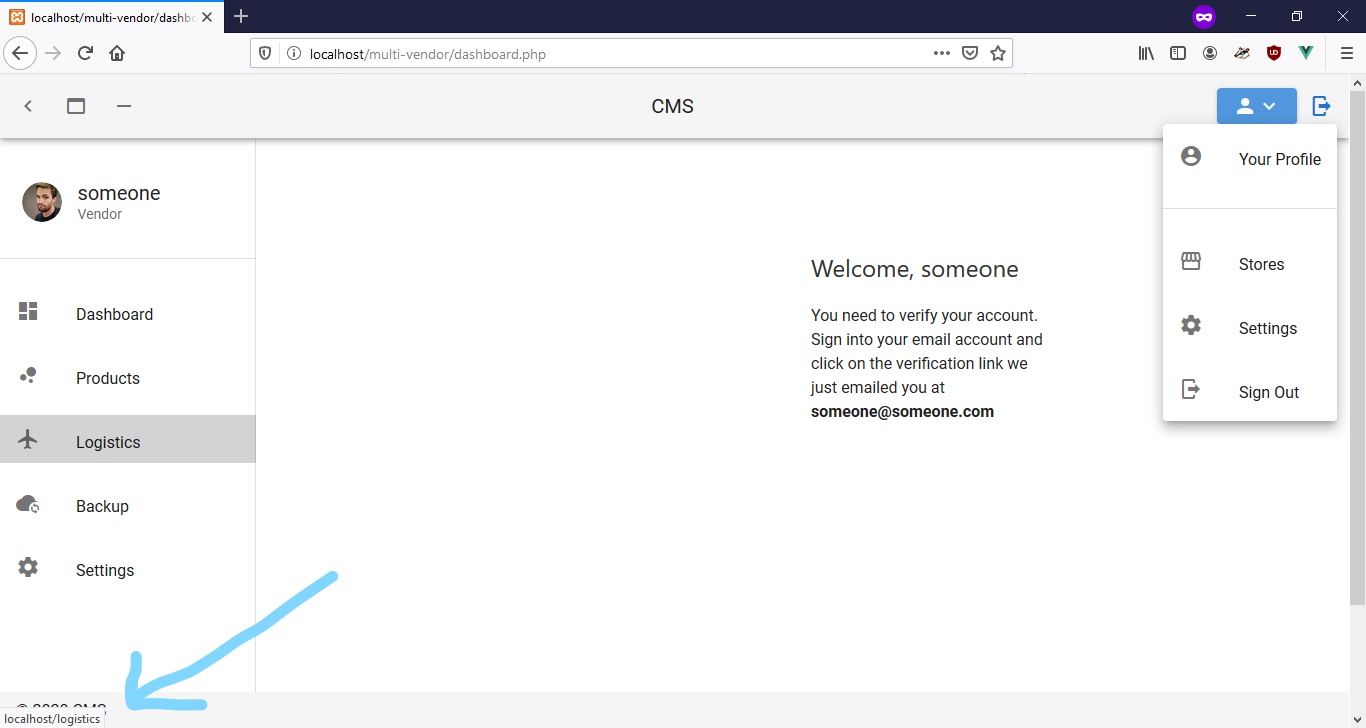 localhost/multi-vendor/dashbo
localhost/multi-vendor/dashboard.php
CMS
someone
Vendor
Dashboard
Products
Logistics
Backup
Settings
Welcome, someone
You need to verify your account.
Sign into your email account and
click on the verification link we
just emailed you at
someone@someone.com
Your Profile
Stores
Settings
Sign Out
© 2020 CMS
localhost/logistics